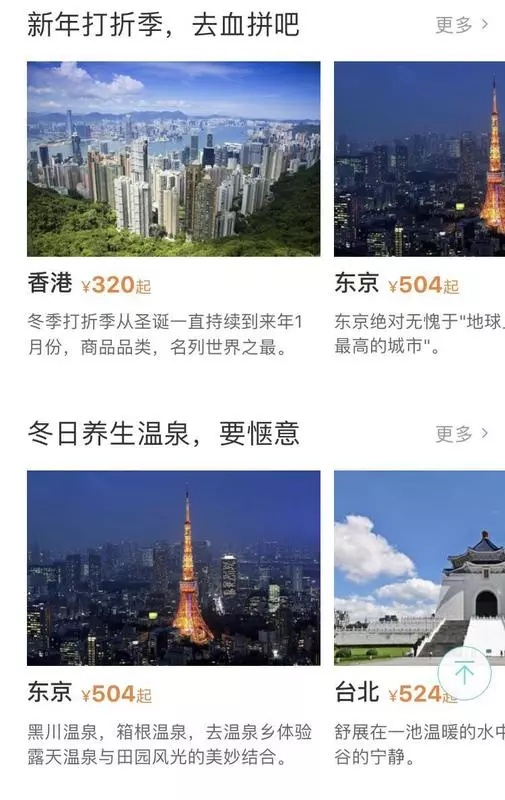 新年打折季，去血拼吧
更多
香港 ¥320起
冬季打折季从圣诞一直持续到来年1
月份，商品品类，名列世界之最。
东京 ¥504起
东京绝对无愧于"地球
最高的城市"。
冬日养生温泉，要惬意
更多
东京 ¥504起
黑川温泉，箱根温泉，去温泉乡体验
露天温泉与田园风光的美妙结合。
台北 ¥524起
舒展在一池温暖的水中
谷的宁静。